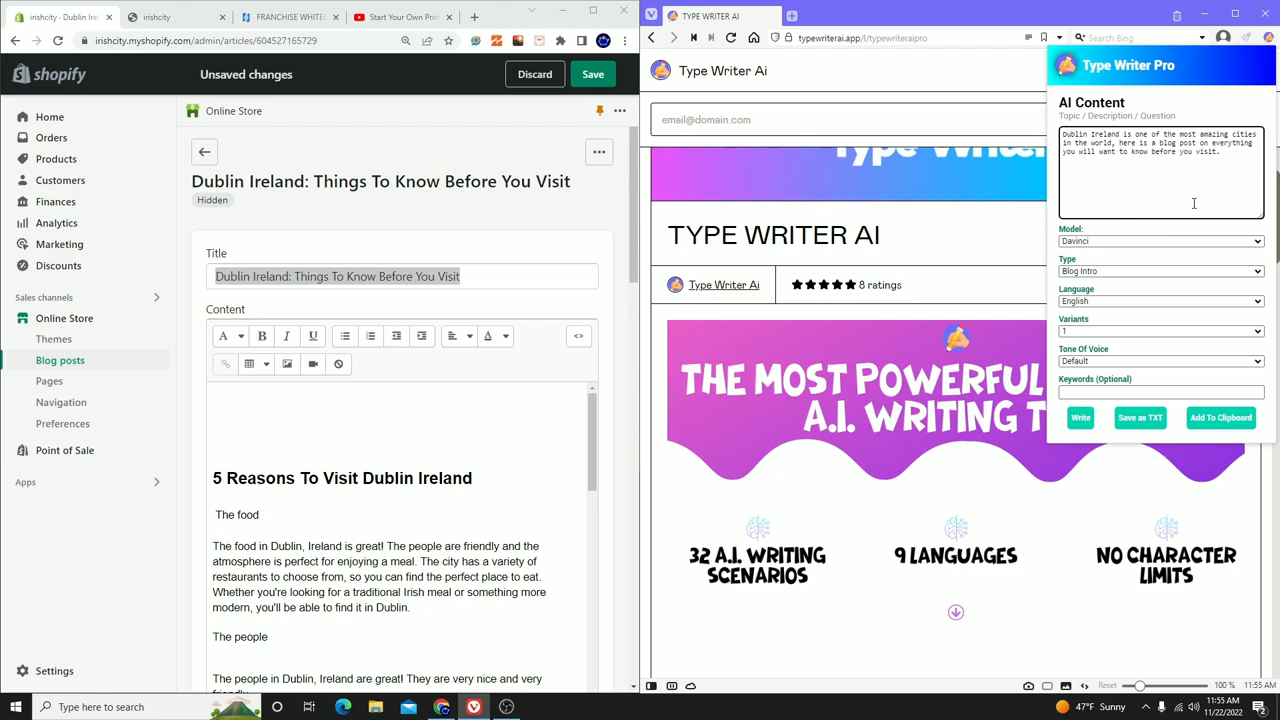 irishcity - Dublin Ire
irishcity
FRANCHISE WHITE
Start Your Own Prin
irishcity.myshopify.com/admin/articles/604527165729
shopify
Unsaved changes
Discard
Save
Home
Orders
Products
Customers
Finances
Analytics
Marketing
Discounts
Sales channels
Online Store
Themes
Blog posts
Pages
Navigation
Preferences
Point of Sale
Apps
Settings
Online Store
Dublin Ireland: Things To Know Before You Visit
Hidden
Title
Dublin Ireland: Things To Know Before You Visit
Content
A
B
I
U
A
<>
5 Reasons To Visit Dublin Ireland
The food
The food in Dublin, Ireland is great! The people are friendly and the
atmosphere is perfect for enjoying a meal. The city has a variety of
restaurants to choose from, so you can find the perfect place to eat.
Whether you're looking for a traditional Irish meal or something more
modern, you'll be able to find it in Dublin.
The people
The people in Dublin, Ireland are great! They are very nice and very
TYPE WRITER AI
typewriterai.app/l/typewriteraipro
Search Bing
Type Writer Ai
email@domain.com
TYPE WRITER AI
Type Writer Ai
8 ratings
THE MOST POWERFUL
A.I. WRITING T
32 A.I. WRITING
SCENARIOS
9 LANGUAGES
NO CHARACTER
LIMITS
Type Writer Pro
AI Content
Topic / Description / Question
Dublin Ireland is one of the most amazing cities
in the world, here is a blog post on everything
you will want to know before you visit.
Model:
Davinci
Type
Blog Intro
Language
English
Variants
1
Tone Of Voice
Default
Keywords (Optional)
Write
Save as TXT
Add To Clipboard
Reset
100 %
11:55 AM
Type here to search
47°F Sunny
11:55 AM
11/22/2022